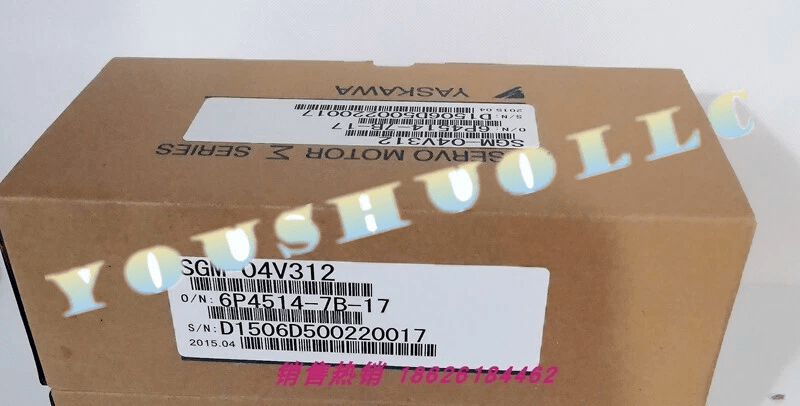 YASKAWA
2015.04
S/N: D1506D500220017
O/N: 6P4514-7B-17
SGM-04V312
SERVO MOTOR Σ SERIES
YOUSHUOLLC
SGM-04V312
O/N: 6P4514-7B-17
S/N: D1506D500220017
2015.04
销售热销 18626184462